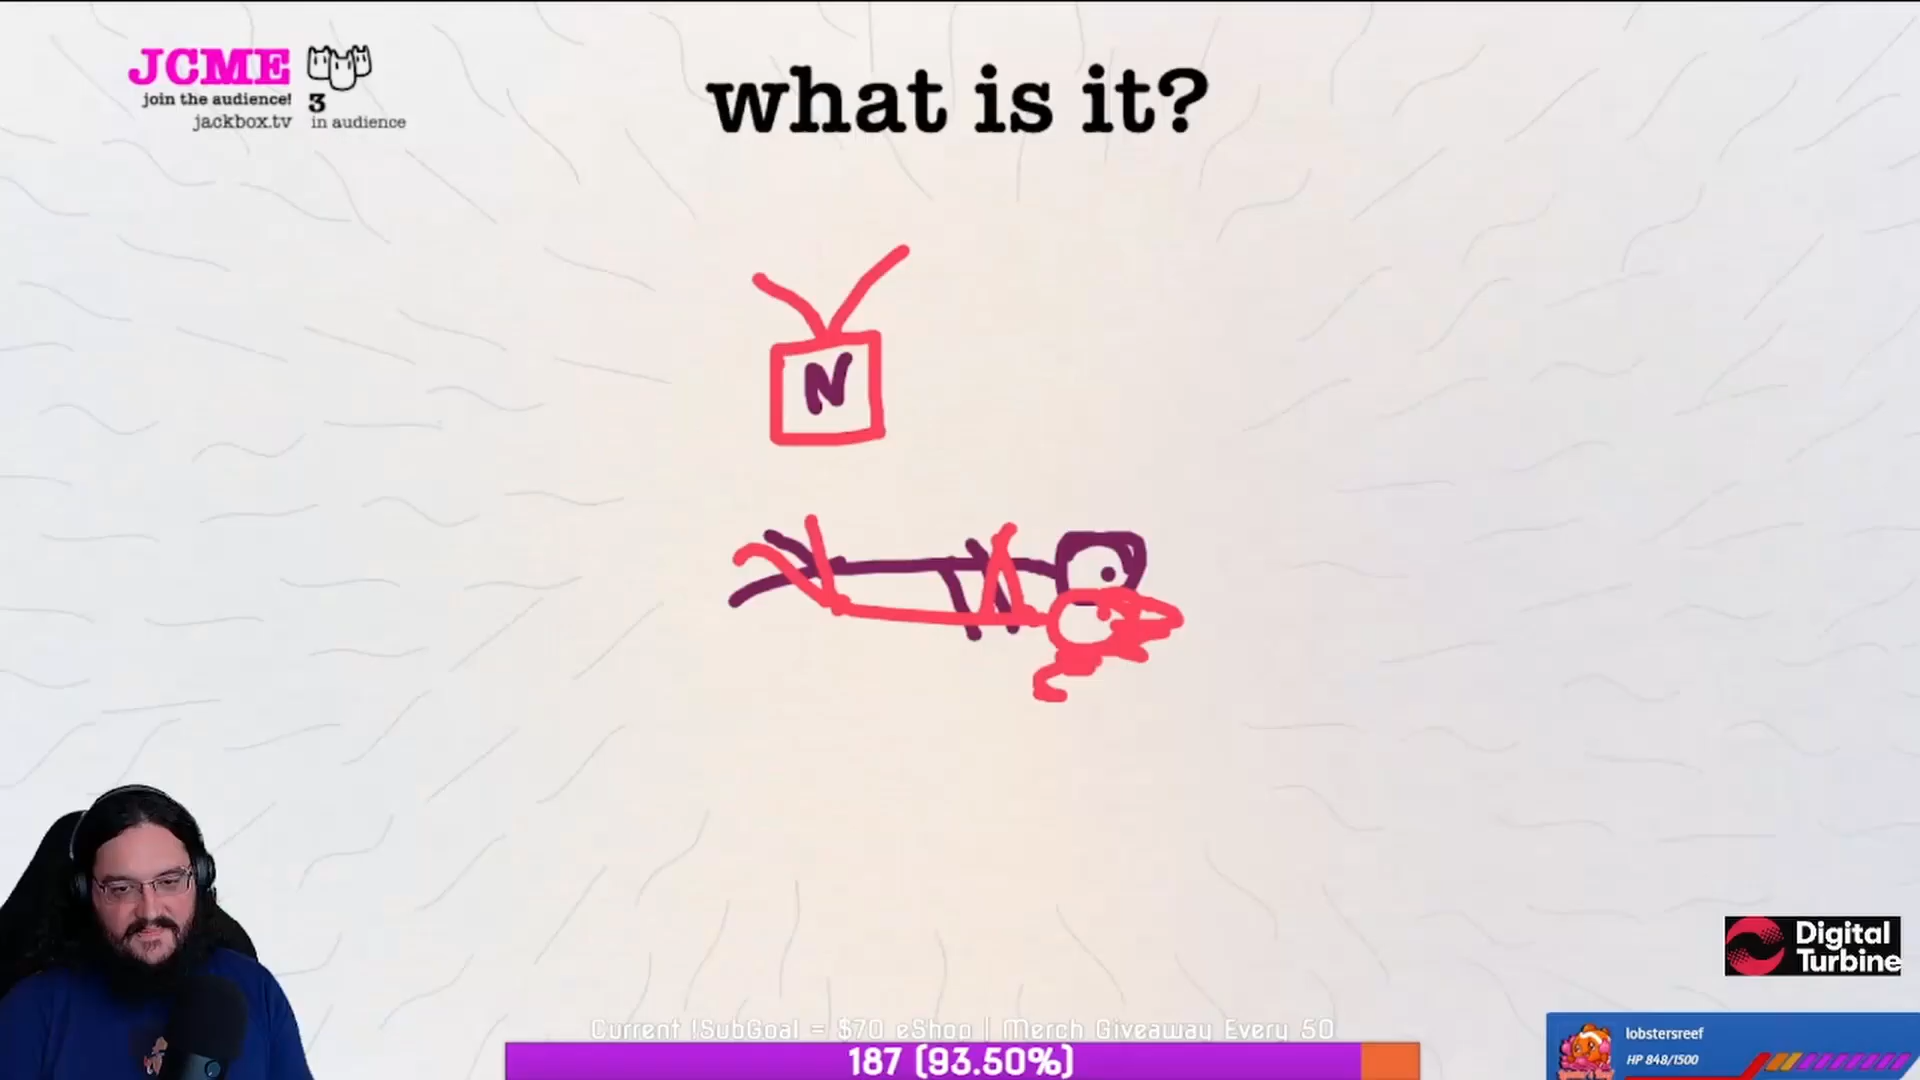 JCME
join the audience!
jackbox.tv
3
in audience
what is it?
N
Digital
Turbine
Current !SubGoal = $70 eShop | Merch Giveaway Every 50
187 (93.50%)
lobstersreef
HP 848/1500